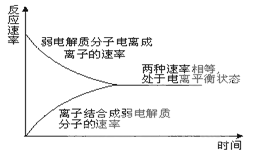 反应速率
弱电解质分子电离成
离子的速率
两种速率相等,
处于电离平衡状态
离子结合成弱电解质
分子的速率
时间